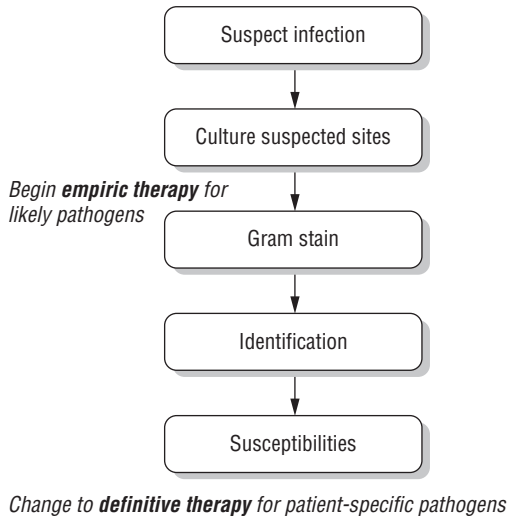 Suspect infection
Culture suspected sites
Begin empiric therapy for
likely pathogens
Gram stain
Identification
Susceptibilities
Change to definitive therapy for patient-specific pathogens